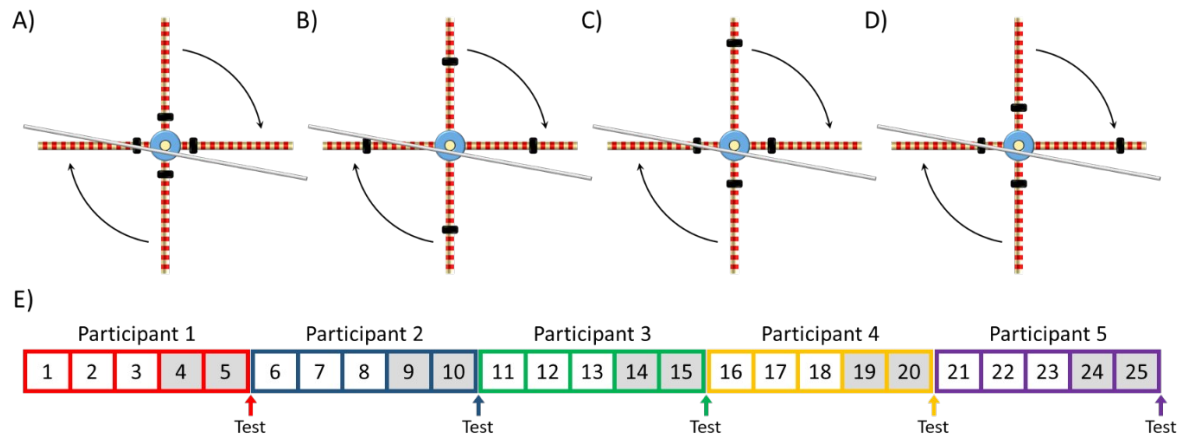 A) B) C) D)
E)
Participant 1 Participant 2 Participant 3 Participant 4 Participant 5
1 2 3 4 5 6 7 8 9 10 11 12 13 14 15 16 17 18 19 20 21 22 23 24 25
Test Test Test Test Test